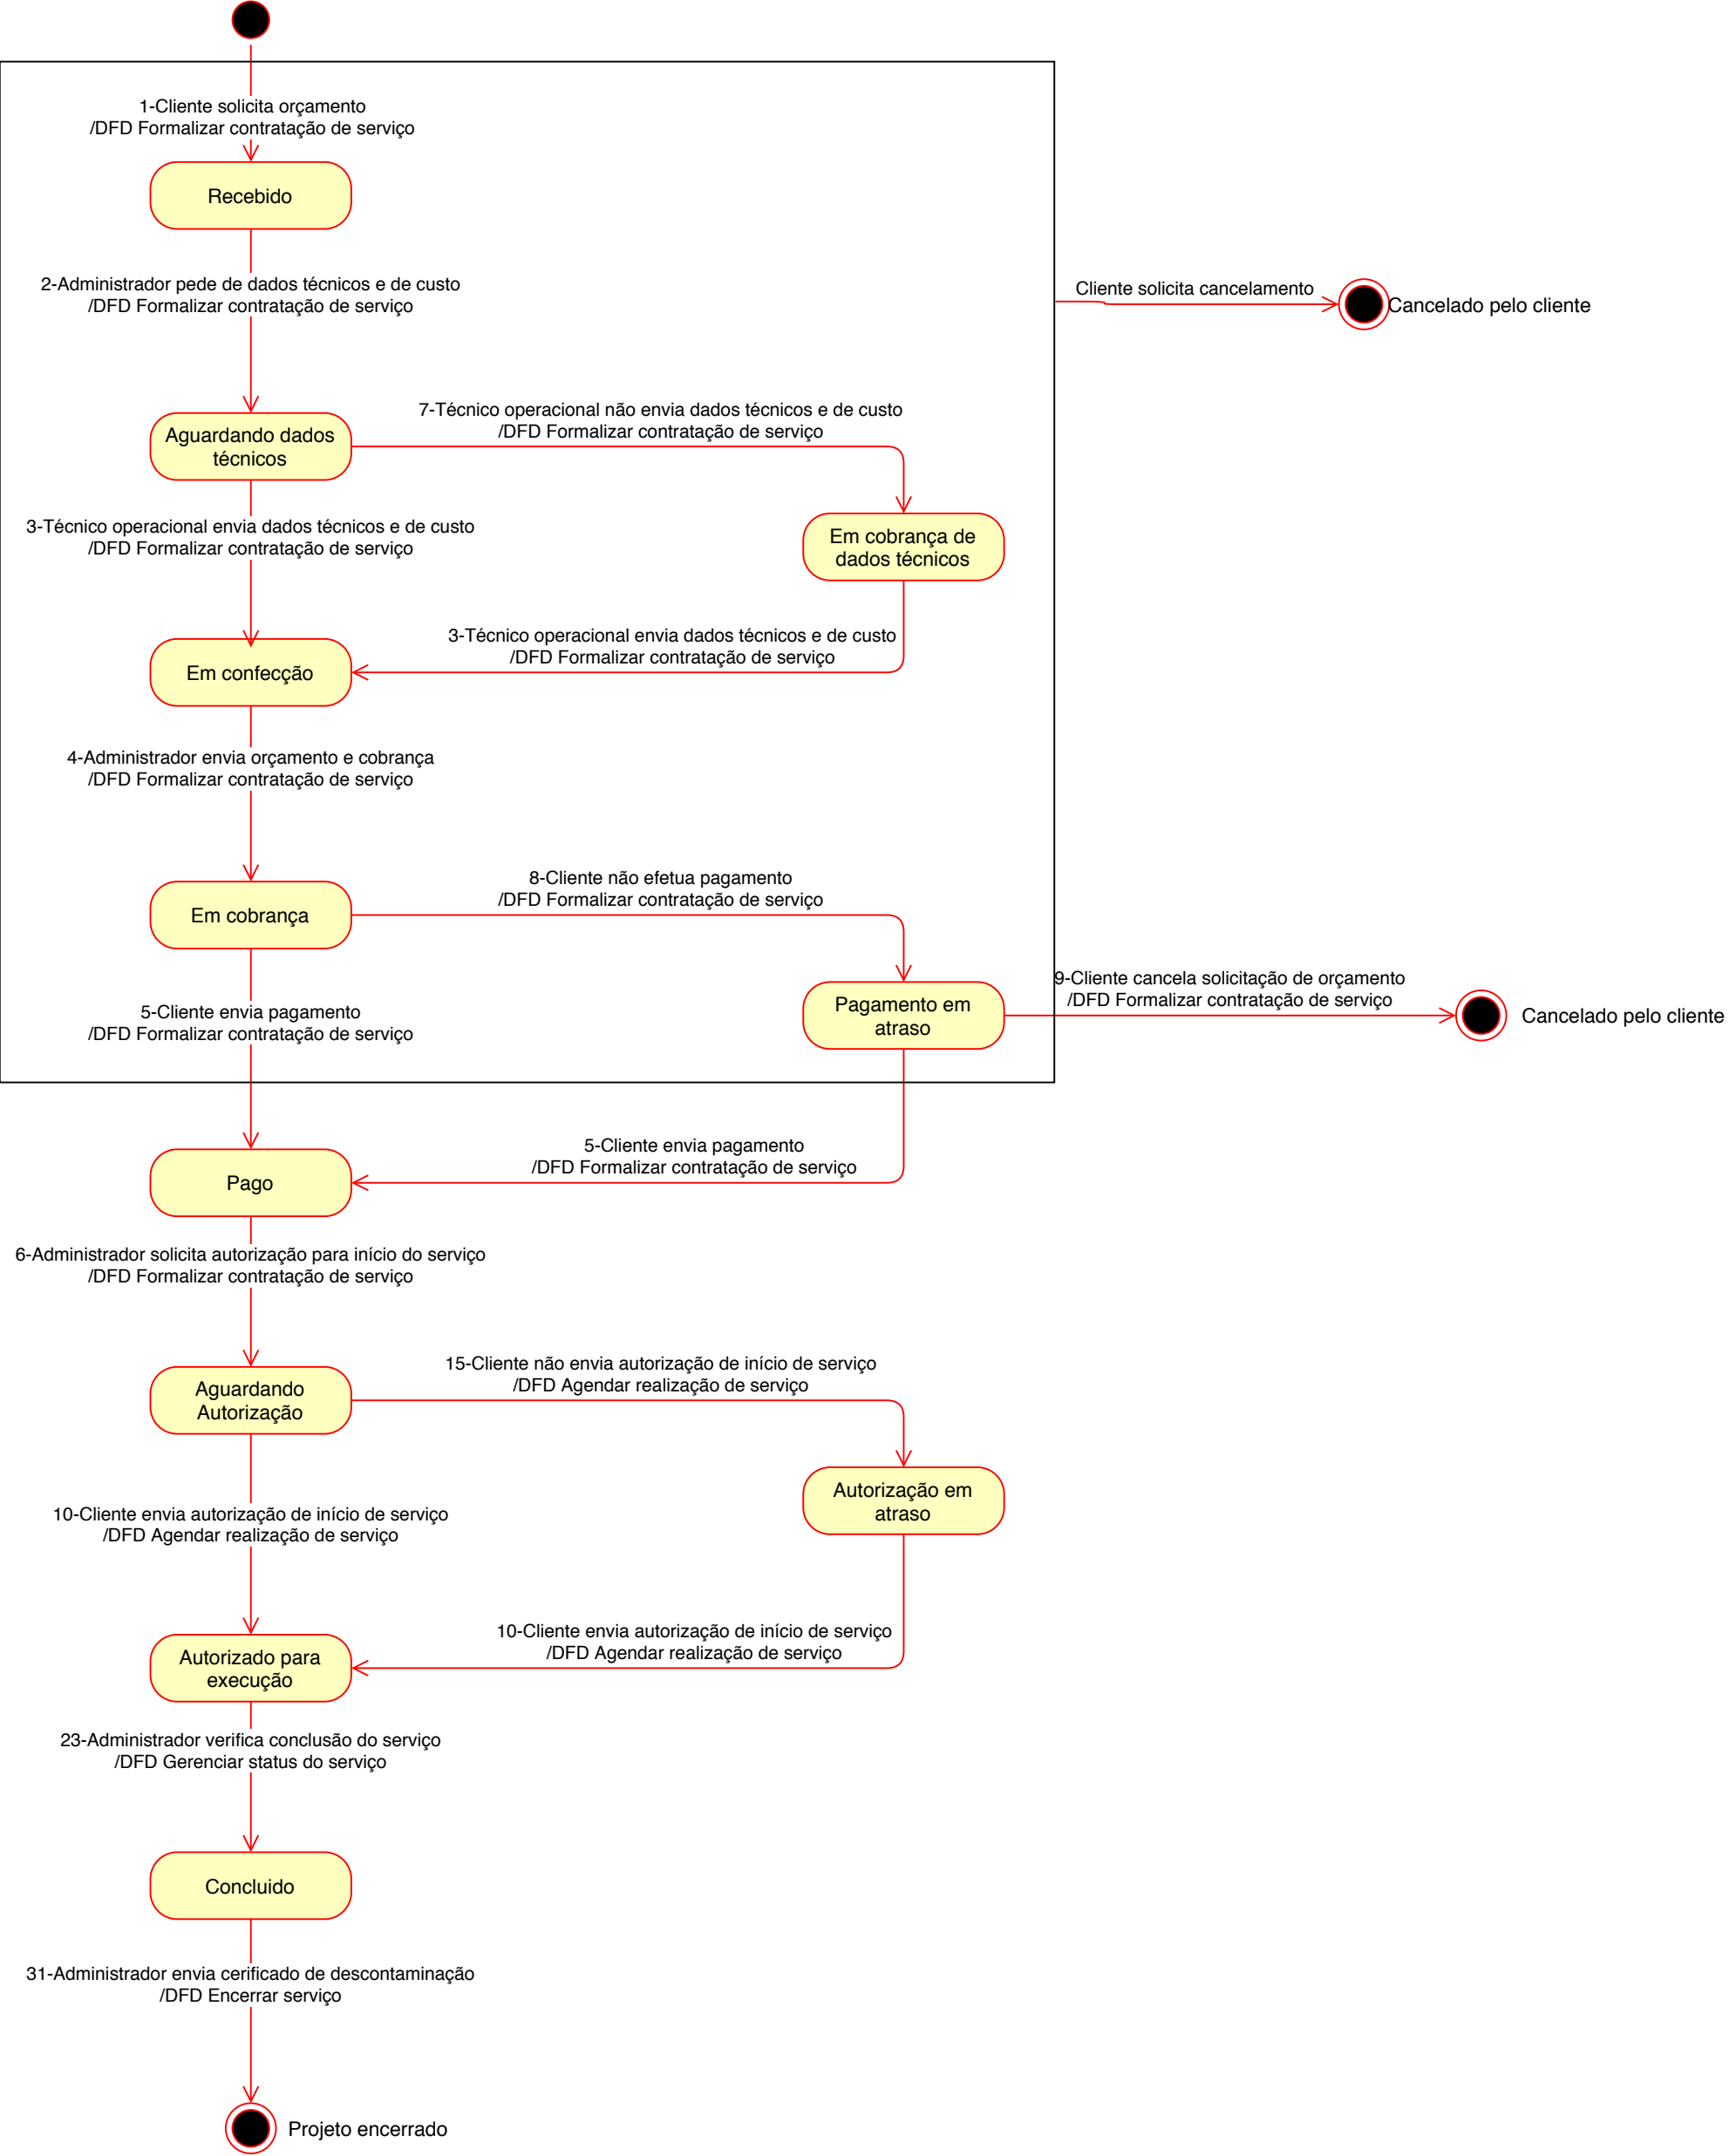 1-Cliente solicita orçamento
/DFD Formalizar contratação de serviço
Recebido
2-Administrador pede de dados técnicos e de custo
/DFD Formalizar contratação de serviço
Cliente solicita cancelamento
Cancelado pelo cliente
Aguardando dados
técnicos
7-Técnico operacional não envia dados técnicos e de custo
/DFD Formalizar contratação de serviço
3-Técnico operacional envia dados técnicos e de custo
/DFD Formalizar contratação de serviço
Em cobrança de
dados técnicos
3-Técnico operacional envia dados técnicos e de custo
/DFD Formalizar contratação de serviço
Em confecção
4-Administrador envia orçamento e cobrança
/DFD Formalizar contratação de serviço
8-Cliente não efetua pagamento
/DFD Formalizar contratação de serviço
Em cobrança
9-Cliente cancela solicitação de orçamento
/DFD Formalizar contratação de serviço
Pagamento em
atraso
Cancelado pelo cliente
5-Cliente envia pagamento
/DFD Formalizar contratação de serviço
5-Cliente envia pagamento
/DFD Formalizar contratação de serviço
Pago
6-Administrador solicita autorização para início do serviço
/DFD Formalizar contratação de serviço
15-Cliente não envia autorização de início de serviço
/DFD Agendar realização de serviço
Aguardando
Autorização
Autorização em
atraso
10-Cliente envia autorização de início de serviço
/DFD Agendar realização de serviço
10-Cliente envia autorização de início de serviço
/DFD Agendar realização de serviço
Autorizado para
execução
23-Administrador verifica conclusão do serviço
/DFD Gerenciar status do serviço
Concluido
31-Administrador envia cerificado de descontaminação
/DFD Encerrar serviço
Projeto encerrado